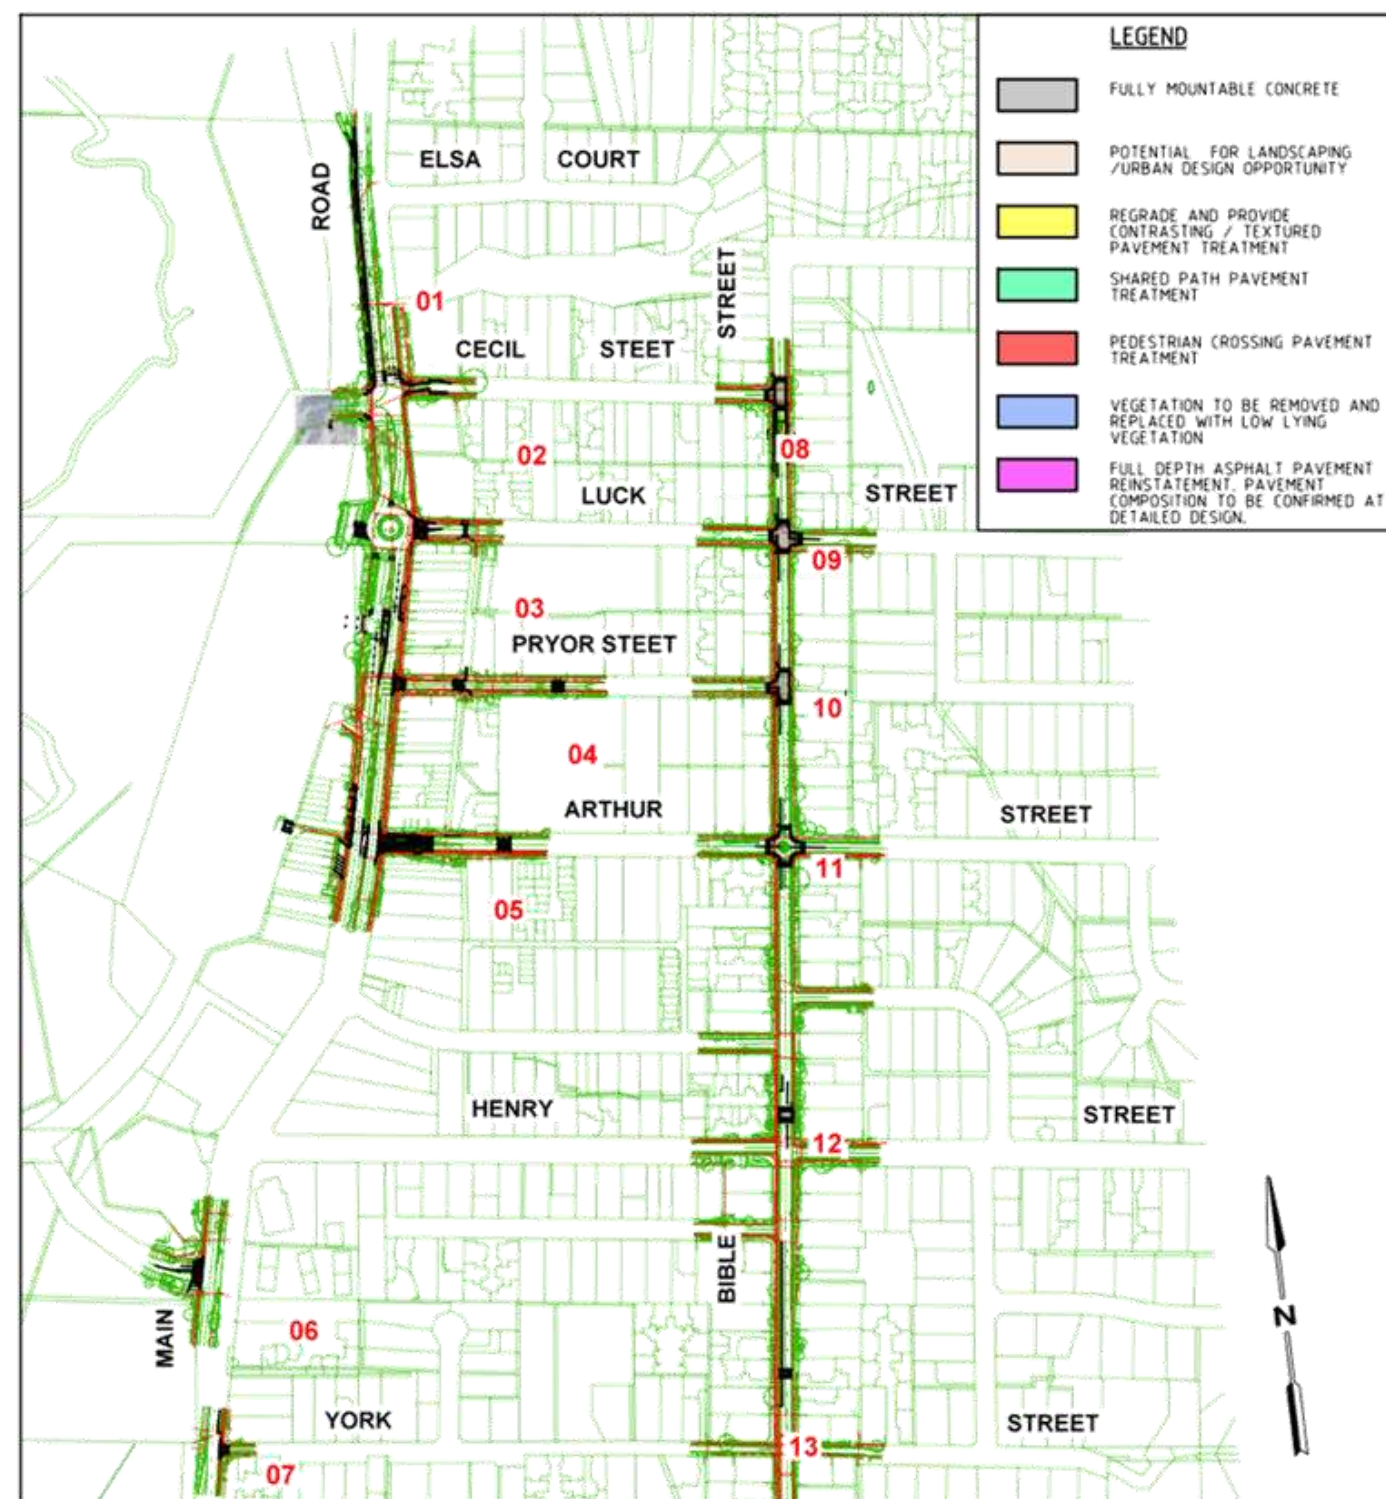 LEGEND
FULLY MOUNTABLE CONCRETE
POTENTIAL FOR LANDSCAPING
/URBAN DESIGN OPPORTUNITY
REGRADE AND PROVIDE
CONTRASTING / TEXTURED
PAVEMENT TREATMENT
SHARED PATH PAVEMENT
TREATMENT
PEDESTRIAN CROSSING PAVEMENT
TREATMENT
VEGETATION TO BE REMOVED AND
REPLACED WITH LOW LYING
VEGETATION
FULL DEPTH ASPHALT PAVEMENT
REINSTATEMENT. PAVEMENT
COMPOSITION TO BE CONFIRMED AT
DETAILED DESIGN.
ELSA COURT
ROAD
STREET
01
CECIL STEET
02
08
LUCK STREET
09
03
PRYOR STEET
10
04
ARTHUR STREET
11
05
HENRY STREET
12
BIBLE
MAIN
06
YORK STREET
13
07
N